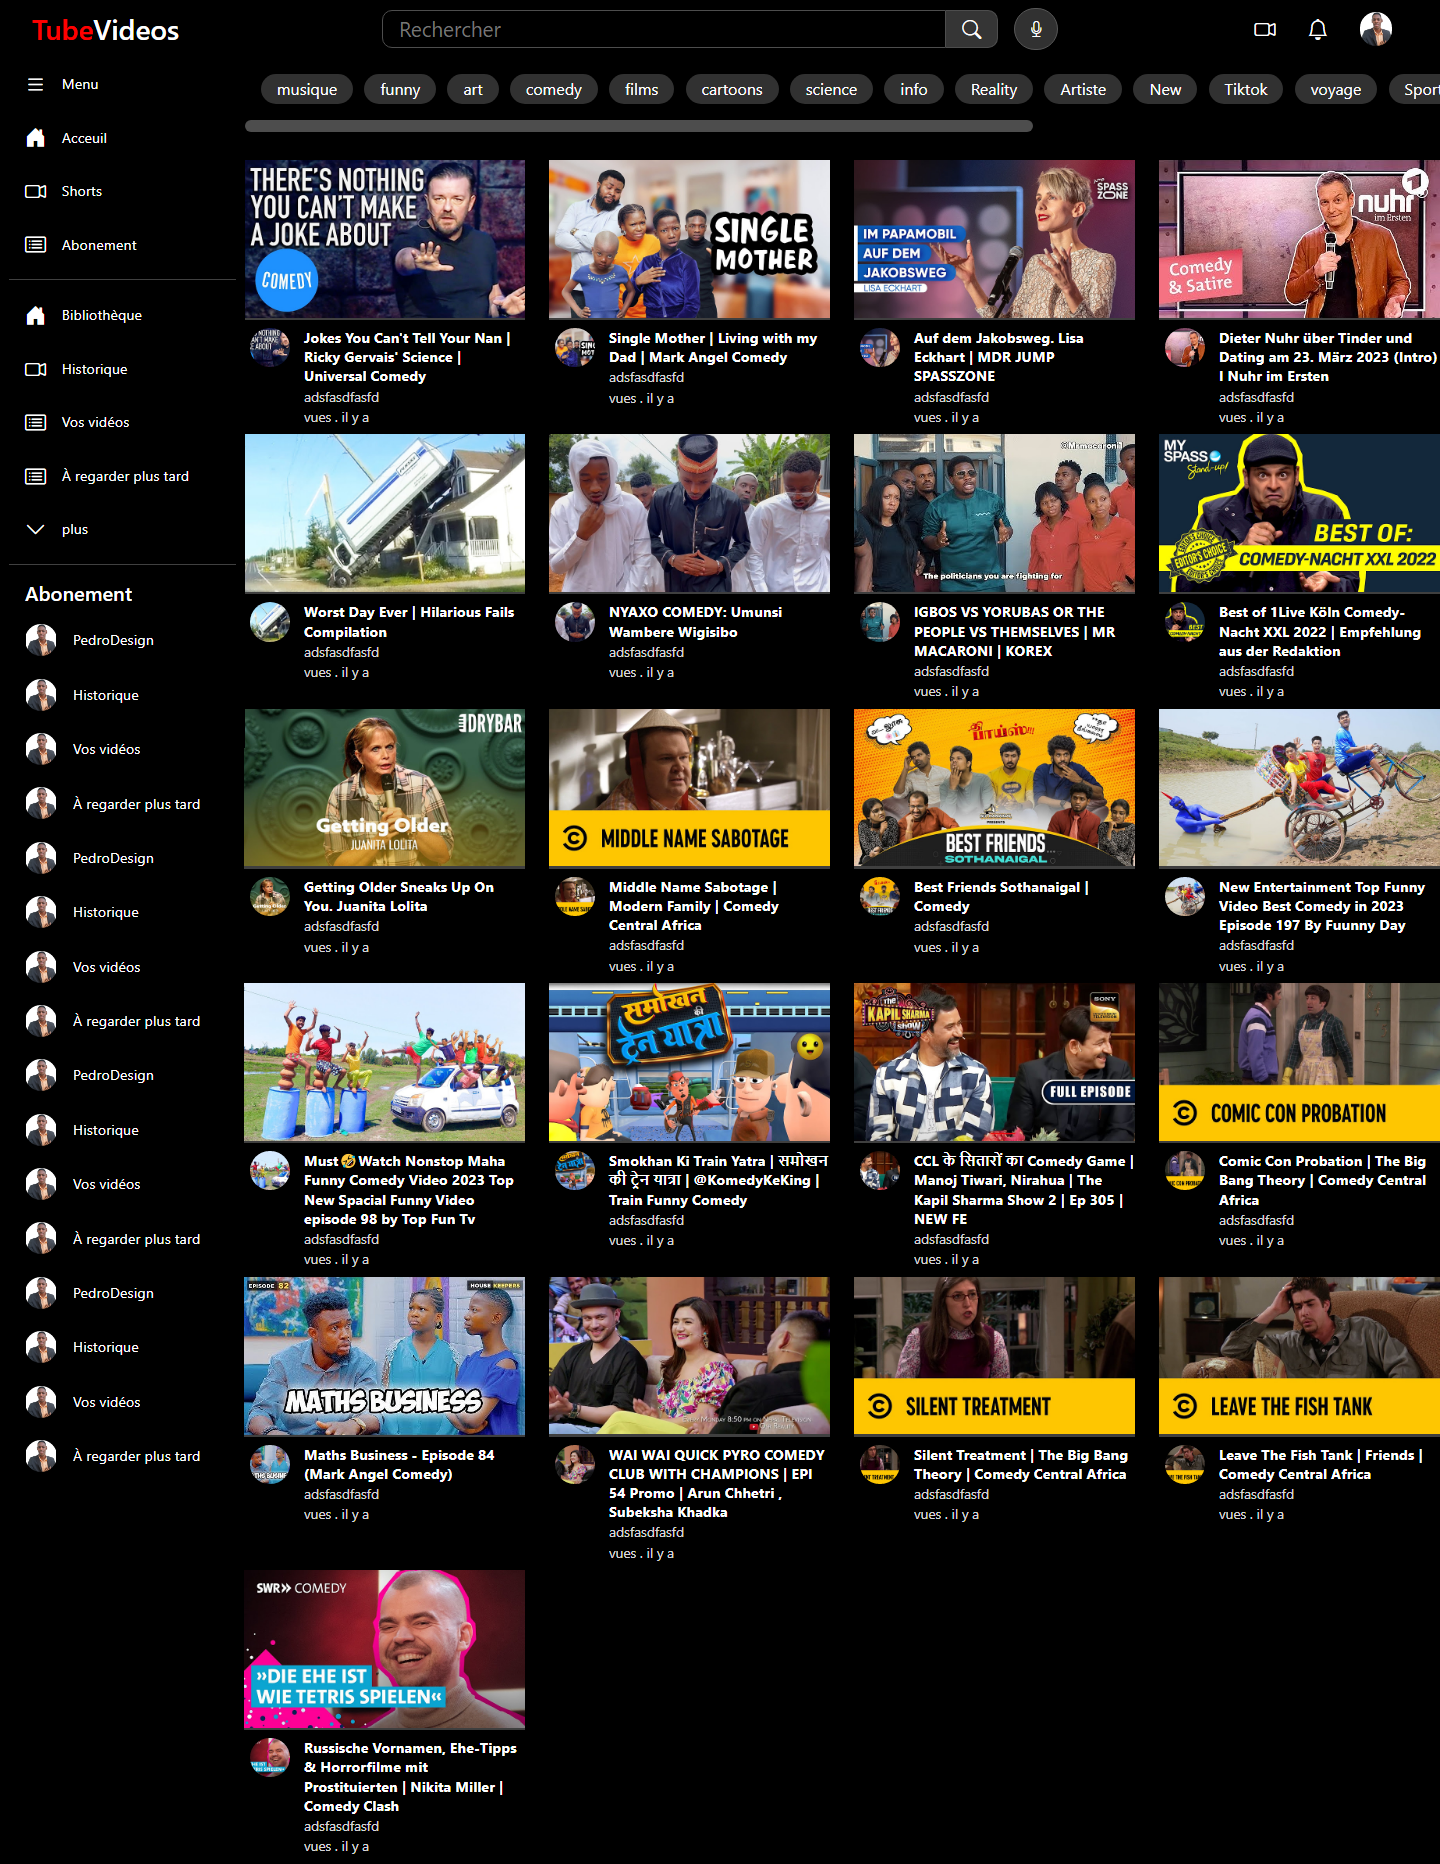 TubeVideos
Rechercher
Menu
Acceuil
Shorts
Abonement
Bibliothèque
Historique
Vos vidéos
À regarder plus tard
plus
Abonement
PedroDesign
Historique
Vos vidéos
À regarder plus tard
PedroDesign
Historique
Vos vidéos
À regarder plus tard
PedroDesign
Historique
Vos vidéos
À regarder plus tard
PedroDesign
Historique
Vos vidéos
À regarder plus tard
musique funny art comedy films cartoons science info Reality Artiste New Tiktok voyage Sport
THERE'S NOTHING
YOU CAN'T MAKE
A JOKE ABOUT
COMEDY
Jokes You Can't Tell Your Nan |
Ricky Gervais' Science |
Universal Comedy
adsfasdfasfd
vues . il y a
SINGLE
MOTHER
Single Mother | Living with my
Dad | Mark Angel Comedy
adsfasdfasfd
vues . il y a
SPASS
ZONE
IM PAPAMOBIL
AUF DEM
JAKOBSWEG
LISA ECKHART
Auf dem Jakobsweg. Lisa
Eckhart | MDR JUMP
SPASSZONE
adsfasdfasfd
vues . il y a
nuhr
im Ersten
Comedy
& Satire
Dieter Nuhr über Tinder und
Dating am 23. März 2023 (Intro)
I Nuhr im Ersten
adsfasdfasfd
vues . il y a
Worst Day Ever | Hilarious Fails
Compilation
adsfasdfasfd
vues . il y a
NYAXO COMEDY: Umunsi
Wambere Wigisibo
adsfasdfasfd
vues . il y a
@Mrmacaroni1
The politicians you are fighting for
IGBOS VS YORUBAS OR THE
PEOPLE VS THEMSELVES | MR
MACARONI | KOREX
adsfasdfasfd
vues . il y a
MY
SPASS
Stand-up!
EDITOR'S CHOICE
BEST OF:
COMEDY-NACHT XXL 2022
Best of 1Live Köln Comedy-
Nacht XXL 2022 | Empfehlung
aus der Redaktion
adsfasdfasfd
vues . il y a
DRYBAR
Getting Older
JUANITA LOLITA
Getting Older Sneaks Up On
You. Juanita Lolita
adsfasdfasfd
vues . il y a
MIDDLE NAME SABOTAGE
Middle Name Sabotage |
Modern Family | Comedy
Central Africa
adsfasdfasfd
vues . il y a
தி
பாய்ஸ்!!!
PRESENTS
BEST FRIENDS...
SOTHANAIGAL
Best Friends Sothanaigal |
Comedy
adsfasdfasfd
vues . il y a
New Entertainment Top Funny
Video Best Comedy in 2023
Episode 197 By Fuunny Day
adsfasdfasfd
vues . il y a
Must🤣Watch Nonstop Maha
Funny Comedy Video 2023 Top
New Spacial Funny Video
episode 98 by Top Fun Tv
adsfasdfasfd
vues . il y a
समोखन
की
ट्रेन यात्रा
Smokhan Ki Train Yatra | समोखन
की ट्रेन यात्रा | @KomedyKeKing |
Train Funny Comedy
adsfasdfasfd
vues . il y a
The
KAPIL SHARMA
SHOW
SONY
FULL EPISODE
CCL के सितारों का Comedy Game |
Manoj Tiwari, Nirahua | The
Kapil Sharma Show 2 | Ep 305 |
NEW FE
adsfasdfasfd
vues . il y a
COMIC CON PROBATION
Comic Con Probation | The Big
Bang Theory | Comedy Central
Africa
adsfasdfasfd
vues . il y a
EPISODE 82
HOUSE KEEPERS
MATHS BUSINESS
Maths Business - Episode 84
(Mark Angel Comedy)
adsfasdfasfd
vues . il y a
EVERY MONDAY 8:50 PM ON NEPAL TELEVISION
WAI WAI QUICK PYRO COMEDY
CLUB WITH CHAMPIONS | EPI
54 Promo | Arun Chhetri ,
Subeksha Khadka
adsfasdfasfd
vues . il y a
SILENT TREATMENT
Silent Treatment | The Big Bang
Theory | Comedy Central Africa
adsfasdfasfd
vues . il y a
LEAVE THE FISH TANK
Leave The Fish Tank | Friends |
Comedy Central Africa
adsfasdfasfd
vues . il y a
SWR» COMEDY
»DIE EHE IST
WIE TETRIS SPIELEN«
Russische Vornamen, Ehe-Tipps
& Horrorfilme mit
Prostituierten | Nikita Miller |
Comedy Clash
adsfasdfasfd
vues . il y a